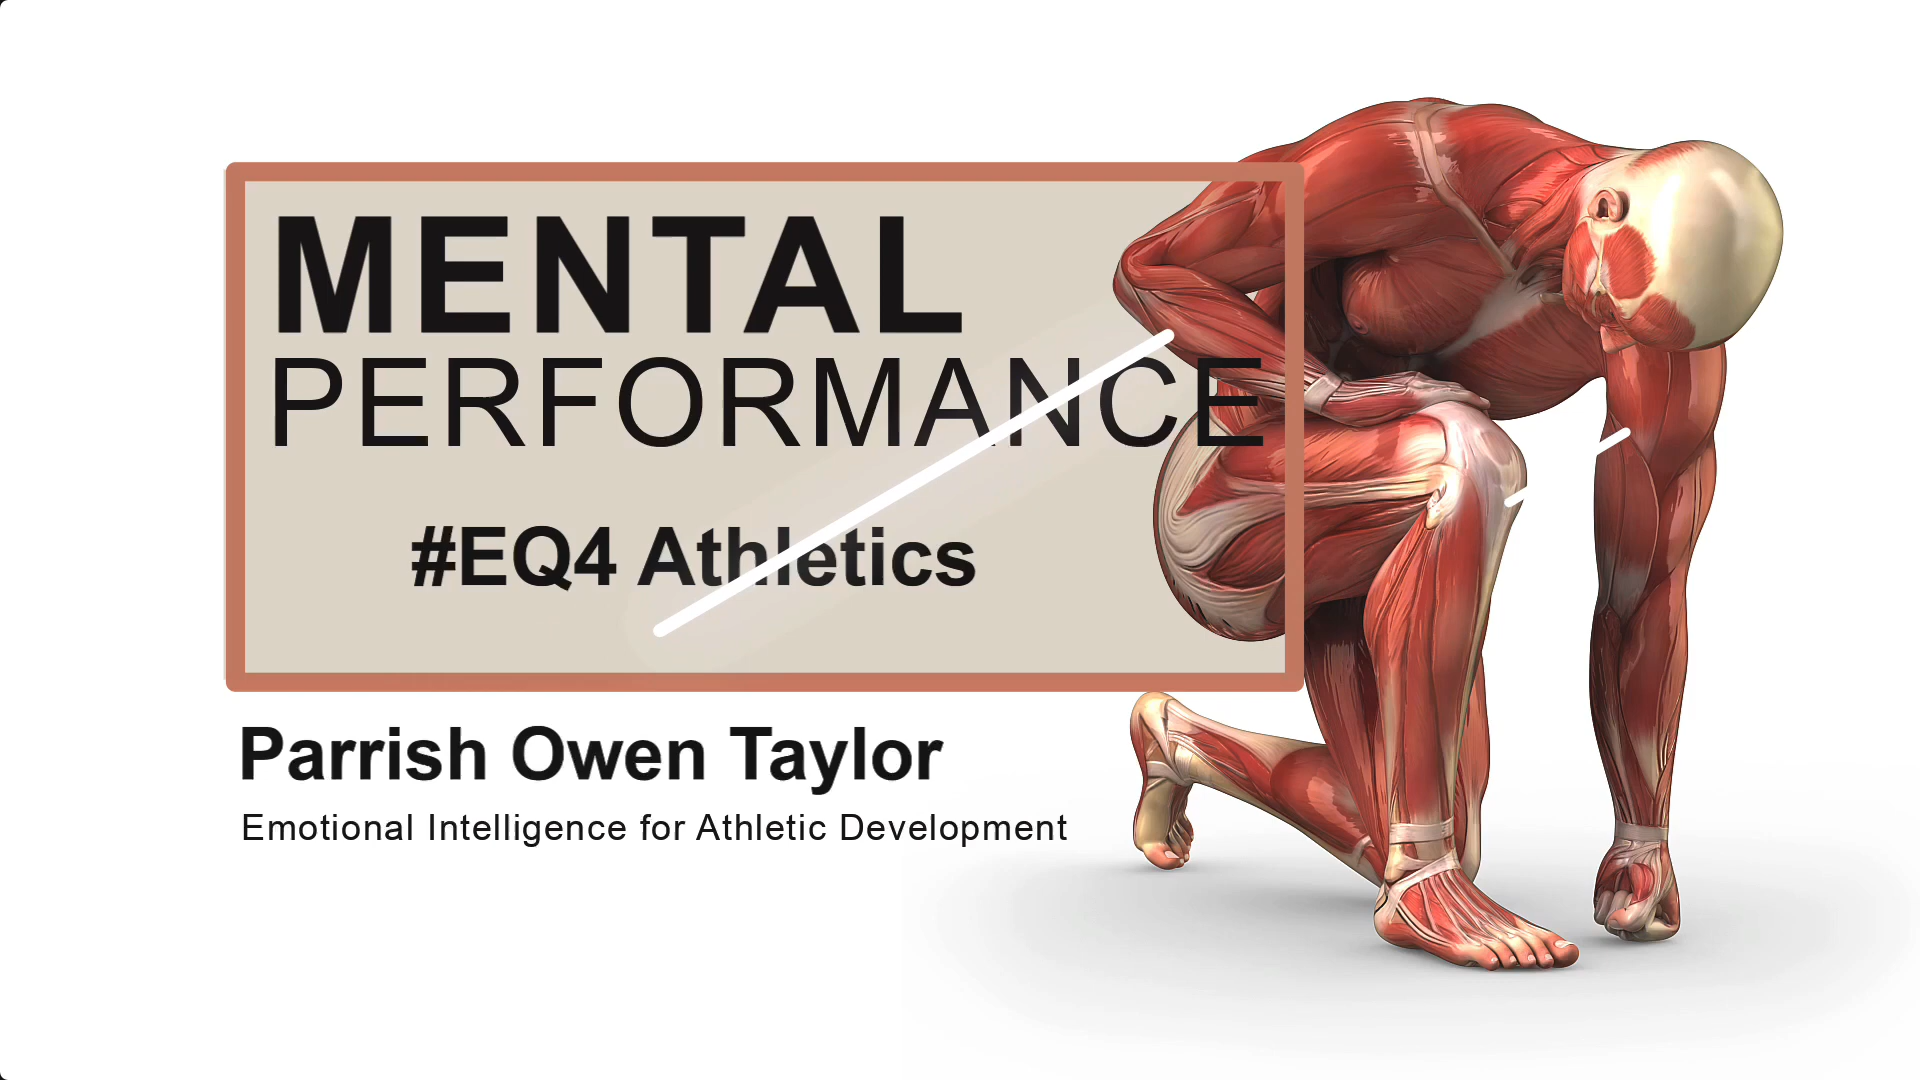 MENTAL
PERFORMANCE
#EQ4 Athletics
Parrish Owen Taylor
Emotional Intelligence for Athletic Development